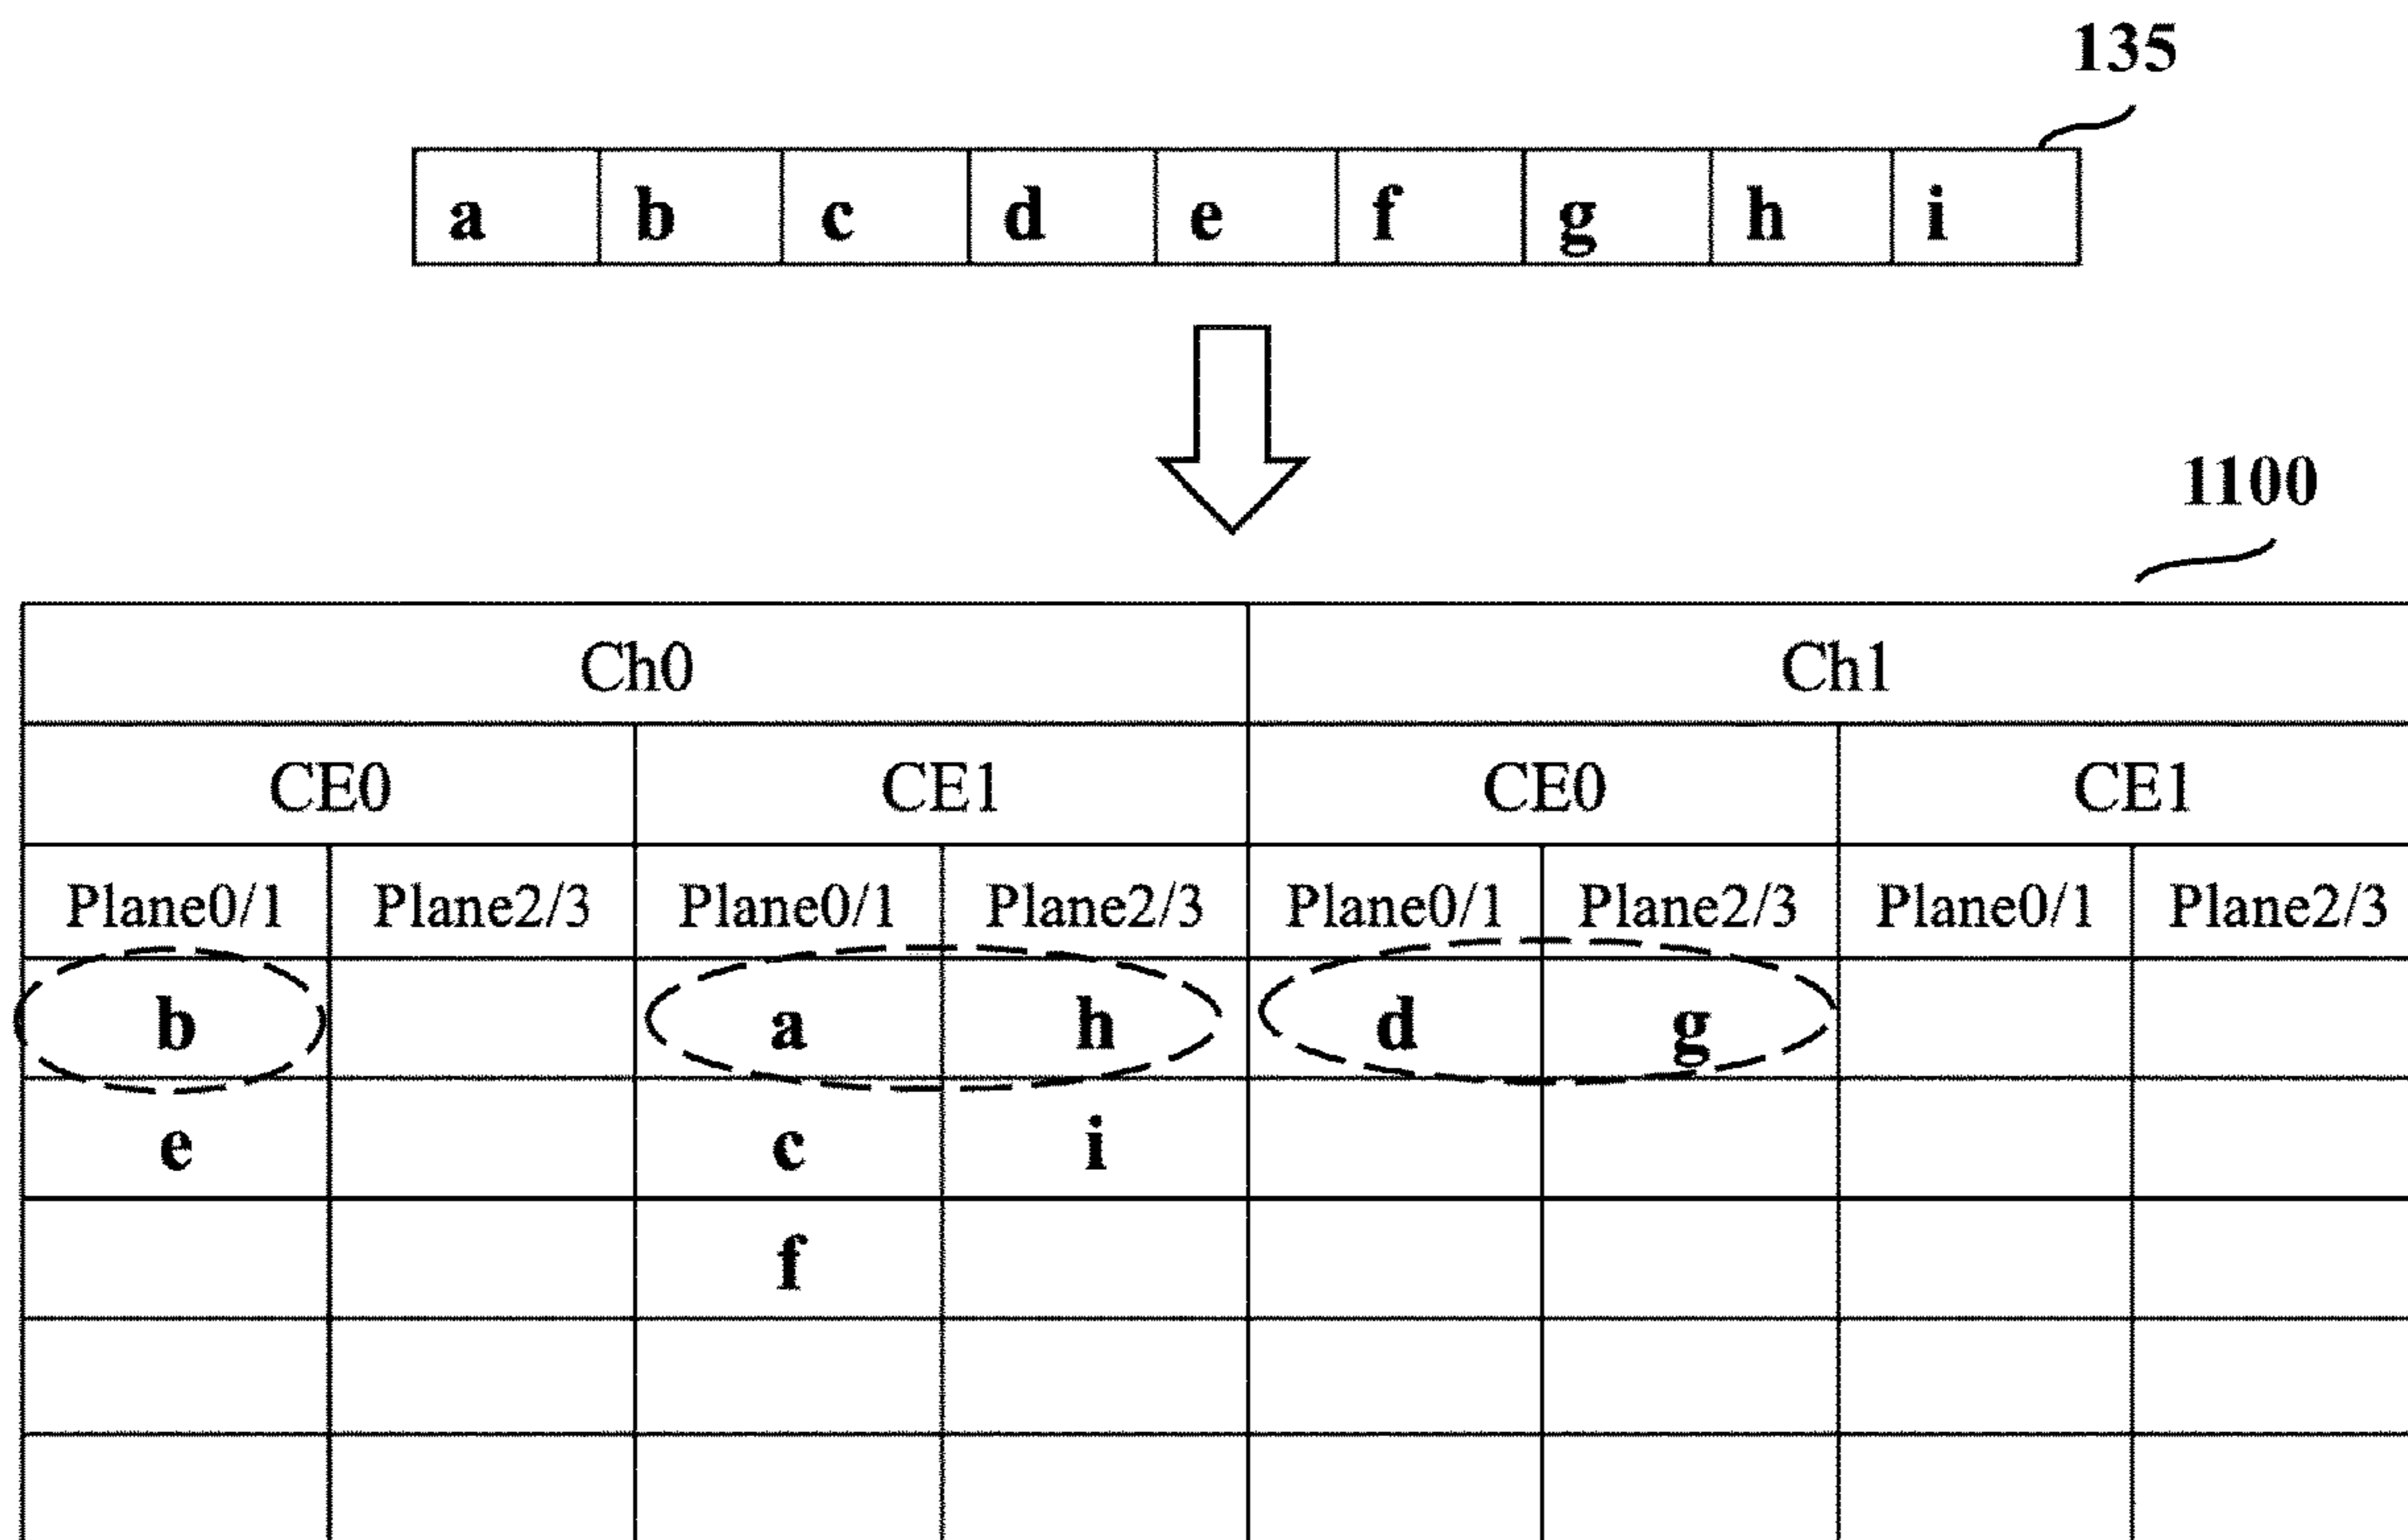 135
a b c d e f g h i
1100
Ch0 Ch1
CE0 CE1 CE0 CE1
Plane0/1 Plane2/3 Plane0/1 Plane2/3 Plane0/1 Plane2/3 Plane0/1 Plane2/3
b a h d g
e c i
f